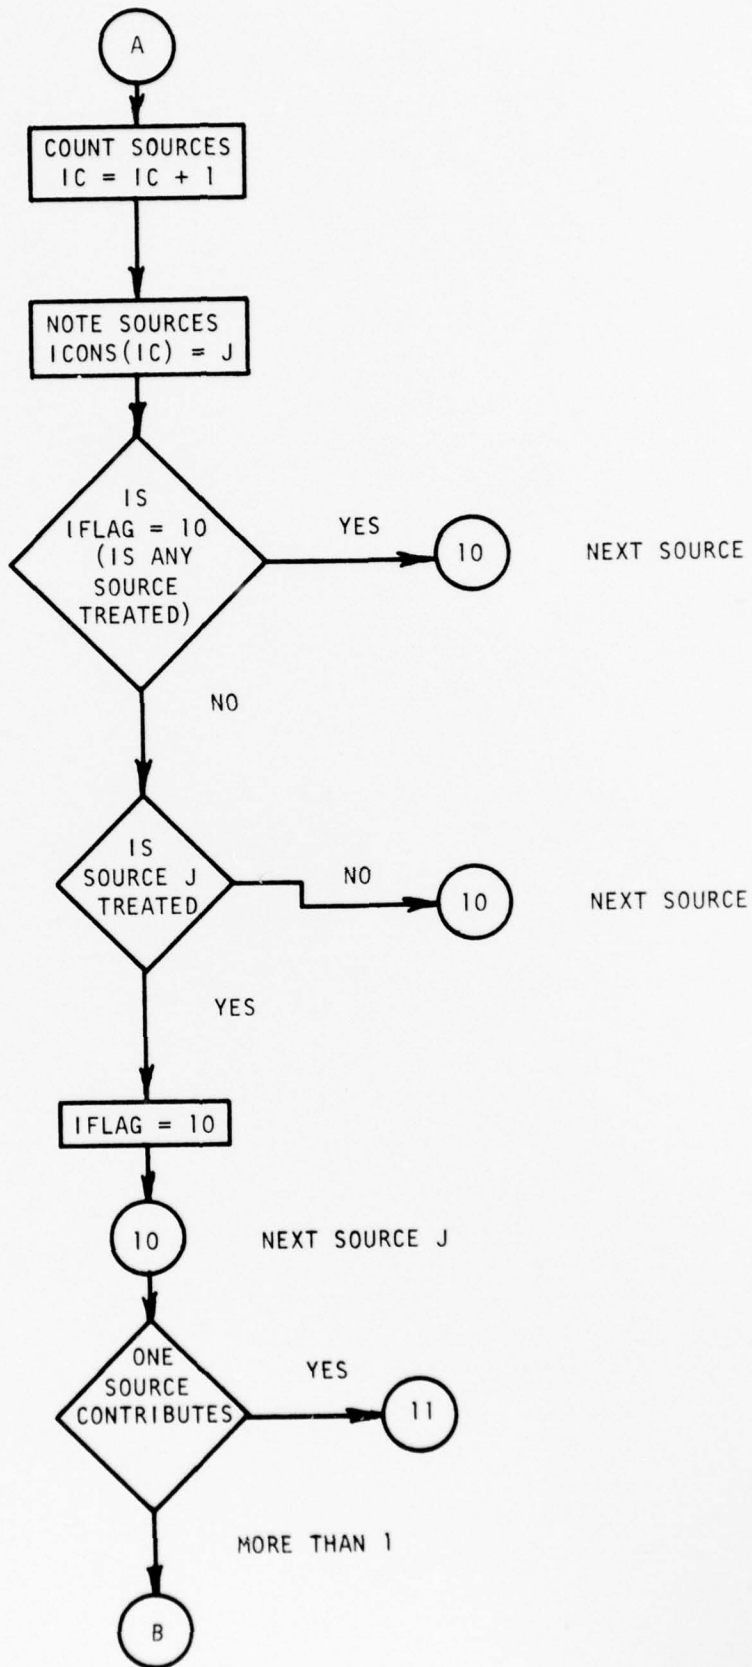 A
COUNT SOURCES
IC = IC + 1
NOTE SOURCES
ICONS(IC) = J
IS
IFLAG = 10
(IS ANY
SOURCE
TREATED)
YES
10
NEXT SOURCE
NO
IS
SOURCE J
TREATED
NO
10
NEXT SOURCE
YES
IFLAG = 10
10
NEXT SOURCE J
ONE
SOURCE
CONTRIBUTES
YES
11
MORE THAN 1
B